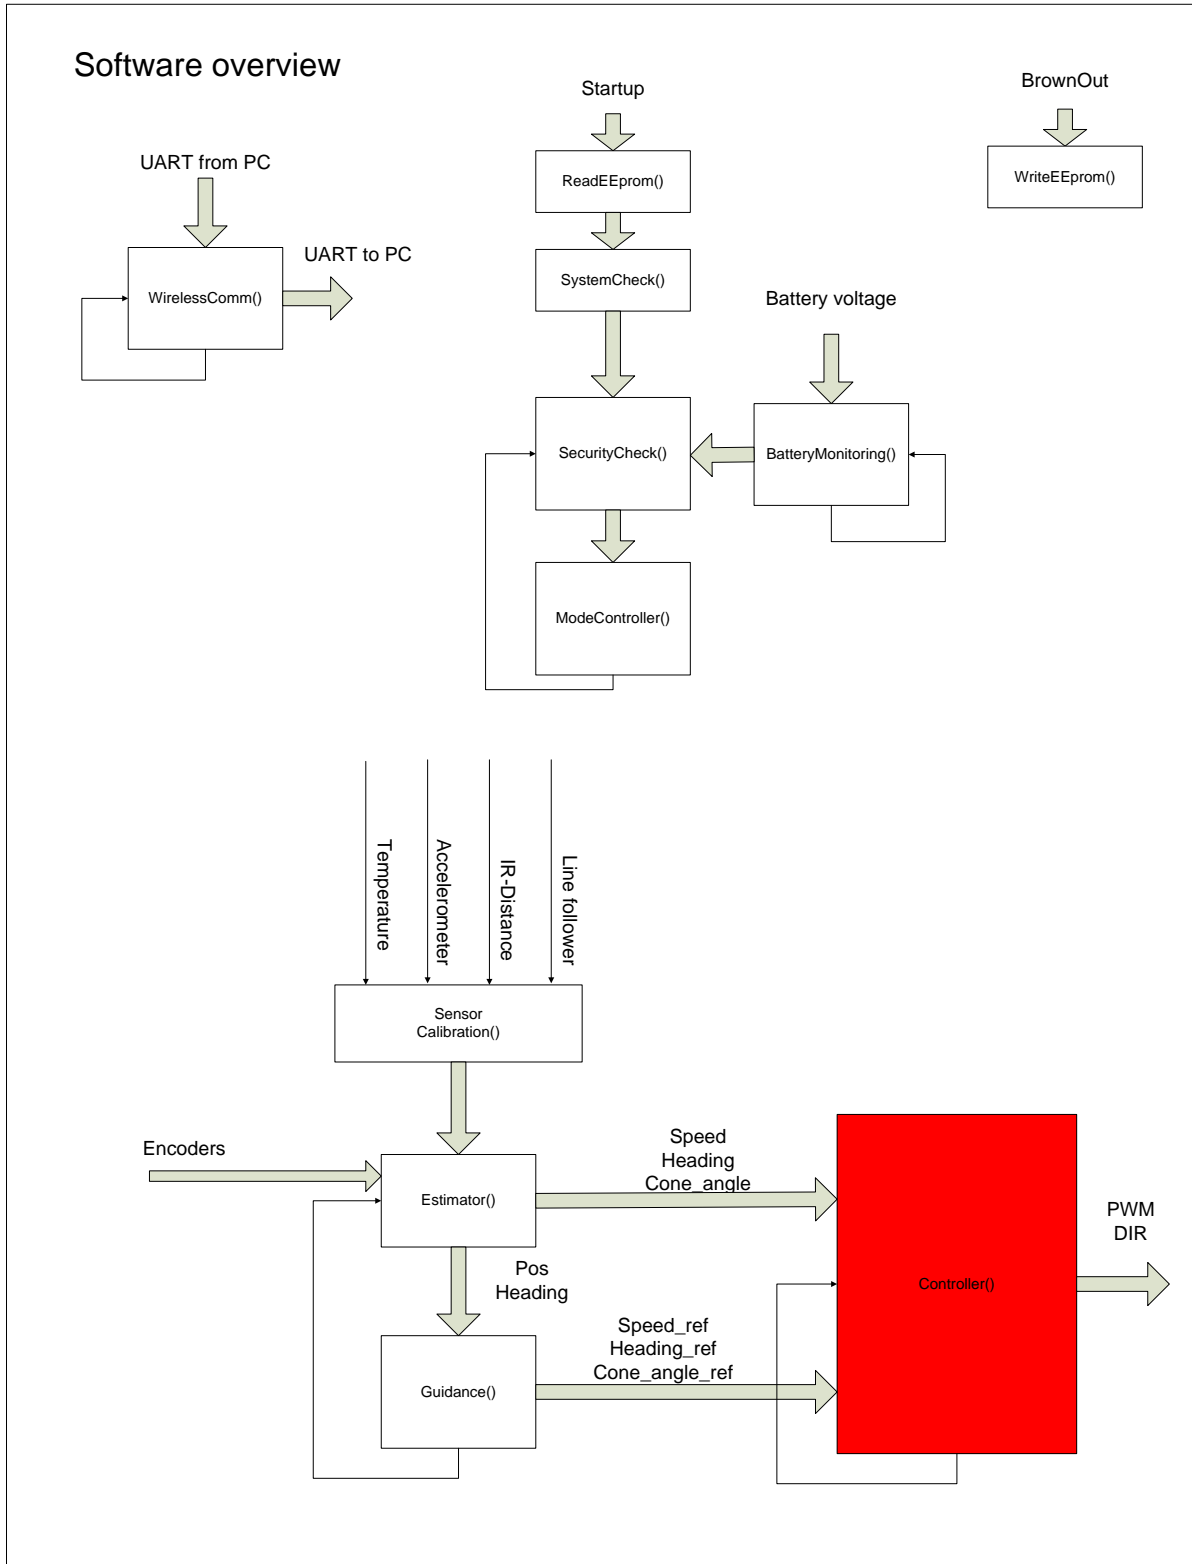 Software overview
Startup
BrownOut
UART from PC
ReadEEprom()
WriteEEprom()
UART to PC
WirelessComm()
SystemCheck()
Battery voltage
SecurityCheck()
BatteryMonitoring()
ModeController()
Temperature
Accelerometer
IR-Distance
Line follower
Sensor
Calibration()
Encoders
Estimator()
Speed
Heading
Cone_angle
PWM
DIR
Pos
Heading
Controller()
Speed_ref
Heading_ref
Cone_angle_ref
Guidance()